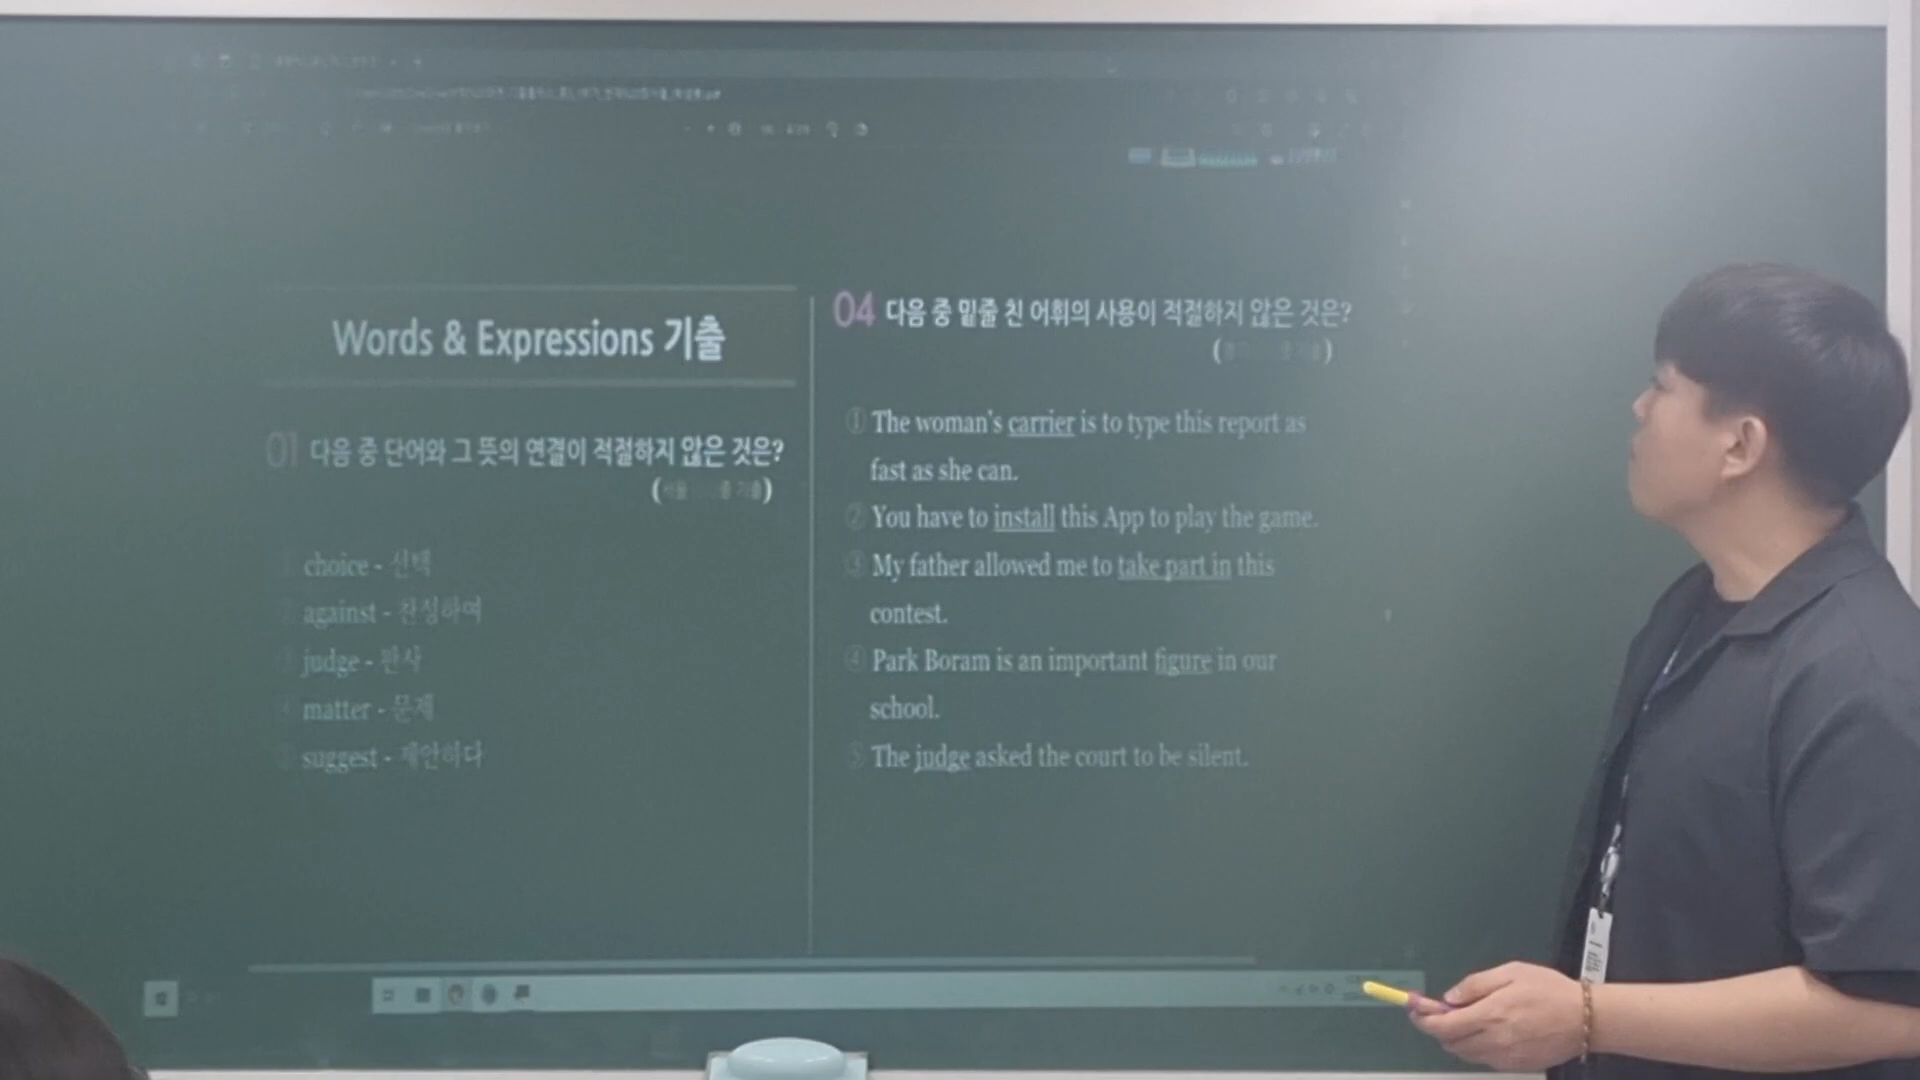 Words & Expressions 기출
01 다음 중 단어와 그 뜻의 연결이 적절하지 않은 것은?
choice - 선택
against - 찬성하여
judge - 판사
matter - 문제
suggest - 제안하다
04 다음 중 밑줄 친 어휘의 사용이 적절하지 않은 것은?
① The woman's carrier is to type this report as
fast as she can.
② You have to install this App to play the game.
③ My father allowed me to take part in this
contest.
④ Park Boram is an important figure in our
school.
⑤ The judge asked the court to be silent.